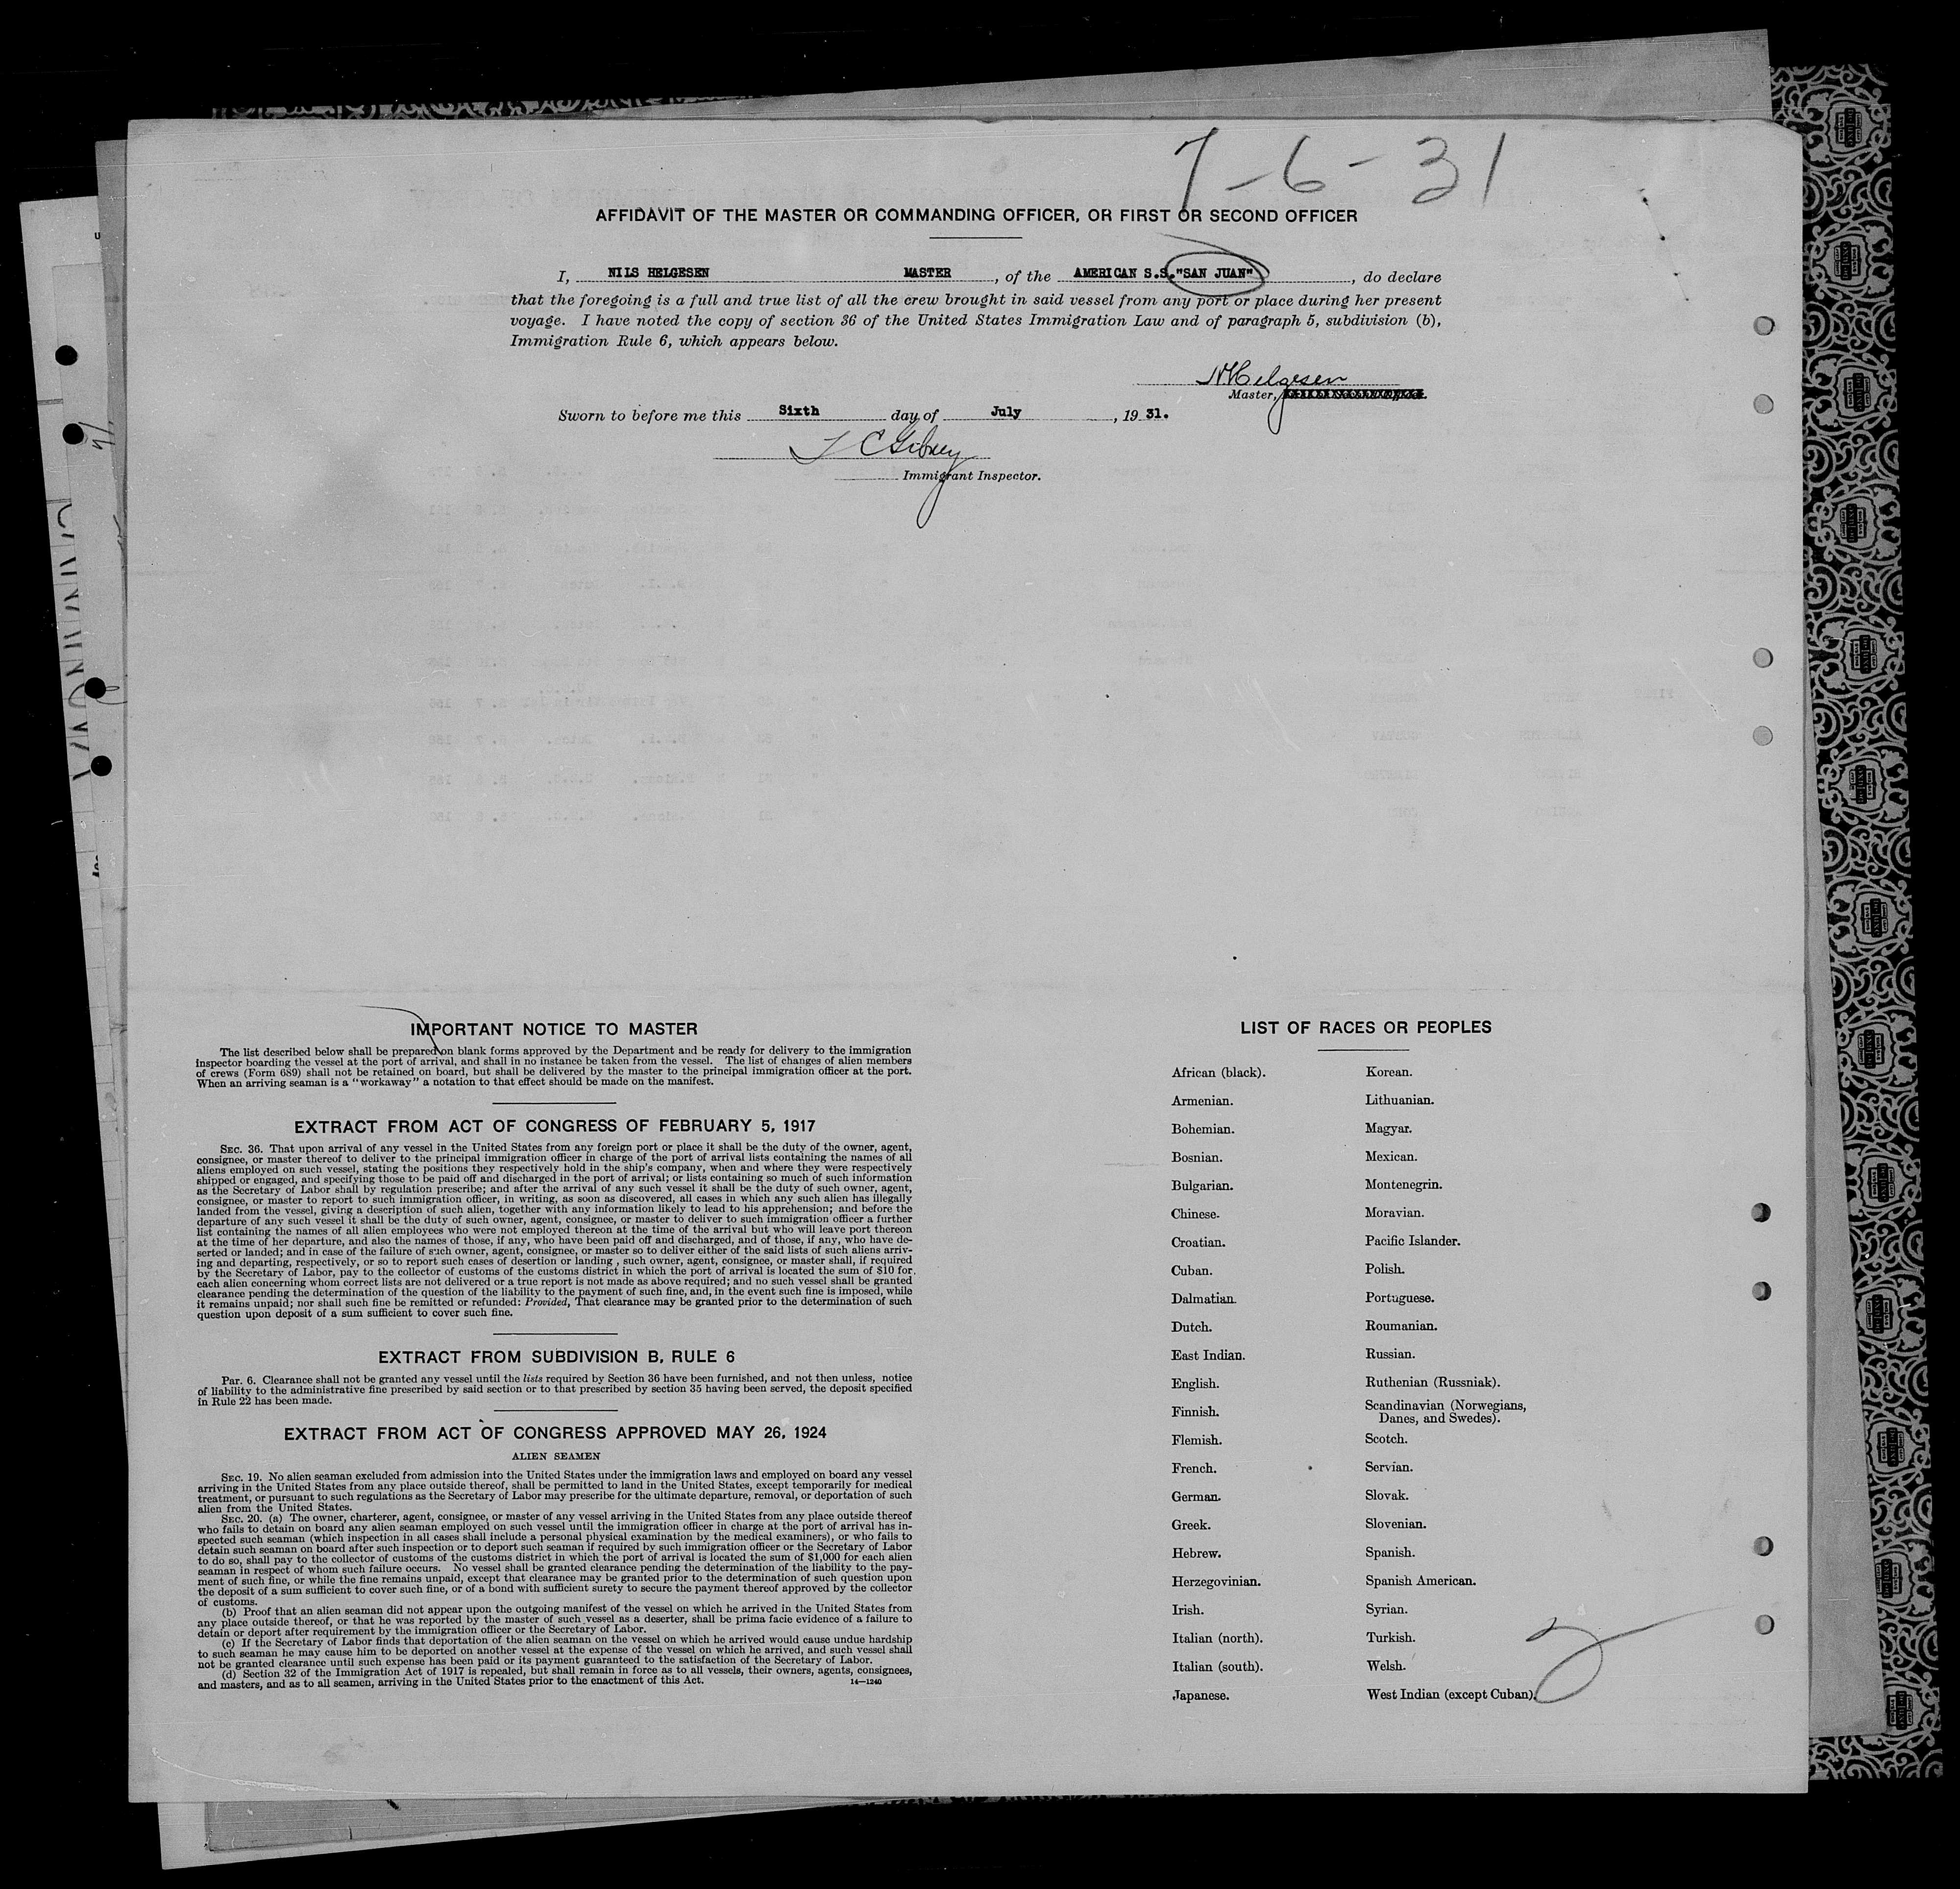 7-6-31
AFFIDAVIT OF THE MASTER OR COMMANDING OFFICER, OR FIRST OR SECOND OFFICER
I, NILS HELGESEN MASTER, of the AMERICAN S.S."SAN JUAN", do declare
that the foregoing is a full and true list of all the crew brought in said vessel from any port or place during her present
voyage. I have noted the copy of section 36 of the United States Immigration Law and of paragraph 5, subdivision (b),
Immigration Rule 6, which appears below.
NHelgesen
Master,
Sworn to before me this Sixth day of July, 19 31.
Immigrant Inspector.
IMPORTANT NOTICE TO MASTER
The list described below shall be prepared on blank forms approved by the Department and be ready for delivery to the immigration
inspector boarding the vessel at the port of arrival, and shall in no instance be taken from the vessel. The list of changes of alien members
of crews (Form 689) shall not be retained on board, but shall be delivered by the master to the principal immigration officer at the port.
When an arriving seaman is a "workaway" a notation to that effect should be made on the manifest.
EXTRACT FROM ACT OF CONGRESS OF FEBRUARY 5, 1917
SEC. 36. That upon arrival of any vessel in the United States from any foreign port or place it shall be the duty of the owner, agent,
consignee, or master thereof to deliver to the principal immigration officer in charge of the port of arrival lists containing the names of all
aliens employed on such vessel, stating the positions they respectively hold in the ship's company, when and where they were respectively
shipped or engaged, and specifying those to be paid off and discharged in the port of arrival; or lists containing so much of such information
as the Secretary of Labor shall by regulation prescribe; and after the arrival of any such vessel it shall be the duty of such owner, agent,
consignee, or master to report to such immigration officer, in writing, as soon as discovered, all cases in which any such alien has illegally
landed from the vessel, giving a description of such alien, together with any information likely to lead to his apprehension; and before the
departure of any such vessel it shall be the duty of such owner, agent, consignee, or master to deliver to such immigration officer a further
list containing the names of all alien employees who were not employed thereon at the time of the arrival but who will leave port thereon
at the time of her departure, and also the names of those, if any, who have been paid off and discharged, and of those, if any, who have de-
serted or landed; and in case of the failure of such owner, agent, consignee, or master so to deliver either of the said lists of such aliens arriv-
ing and departing, respectively, or so to report such cases of desertion or landing , such owner, agent, consignee, or master shall, if required
by the Secretary of Labor, pay to the collector of customs of the customs district in which the port of arrival is located the sum of $10 for
each alien concerning whom correct lists are not delivered or a true report is not made as above required; and no such vessel shall be granted
clearance pending the determination of the question of the liability to the payment of such fine, and, in the event such fine is imposed, while
it remains unpaid; nor shall such fine be remitted or refunded: Provided, That clearance may be granted prior to the determination of such
question upon deposit of a sum sufficient to cover such fine.
EXTRACT FROM SUBDIVISION B, RULE 6
PAR. 6. Clearance shall not be granted any vessel until the lists required by Section 36 have been furnished, and not then unless, notice
of liability to the administrative fine prescribed by said section or to that prescribed by section 35 having been served, the deposit specified
in Rule 22 has been made.
EXTRACT FROM ACT OF CONGRESS APPROVED MAY 26, 1924
ALIEN SEAMEN
SEC. 19. No alien seaman excluded from admission into the United States under the immigration laws and employed on board any vessel
arriving in the United States from any place outside thereof, shall be permitted to land in the United States, except temporarily for medical
treatment, or pursuant to such regulations as the Secretary of Labor may prescribe for the ultimate departure, removal, or deportation of such
alien from the United States.
SEC. 20. (a) The owner, charterer, agent, consignee, or master of any vessel arriving in the United States from any place outside thereof
who fails to detain on board any alien seaman employed on such vessel until the immigration officer in charge at the port of arrival has in-
spected such seaman (which inspection in all cases shall include a personal physical examination by the medical examiners), or who fails to
detain such seaman on board after such inspection or to deport such seaman if required by such immigration officer or the Secretary of Labor
to do so, shall pay to the collector of customs of the customs district in which the port of arrival is located the sum of $1,000 for each alien
seaman in respect of whom such failure occurs. No vessel shall be granted clearance pending the determination of the liability to the pay-
ment of such fine, or while the fine remains unpaid, except that clearance may be granted prior to the determination of such question upon
the deposit of a sum sufficient to cover such fine, or of a bond with sufficient surety to secure the payment thereof approved by the collector
of customs.
(b) Proof that an alien seaman did not appear upon the outgoing manifest of the vessel on which he arrived in the United States from
any place outside thereof, or that he was reported by the master of such vessel as a deserter, shall be prima facie evidence of a failure to
detain or deport after requirement by the immigration officer or the Secretary of Labor.
(c) If the Secretary of Labor finds that deportation of the alien seaman on the vessel on which he arrived would cause undue hardship
to such seaman he may cause him to be deported on another vessel at the expense of the vessel on which he arrived, and such vessel shall
not be granted clearance until such expense has been paid or its payment guaranteed to the satisfaction of the Secretary of Labor.
(d) Section 32 of the Immigration Act of 1917 is repealed, but shall remain in force as to all vessels, their owners, agents, consignees,
and masters, and as to all seamen, arriving in the United States prior to the enactment of this Act.
14—1240
LIST OF RACES OR PEOPLES
African (black).
Armenian.
Bohemian.
Bosnian.
Bulgarian.
Chinese.
Croatian.
Cuban.
Dalmatian.
Dutch.
East Indian.
English.
Finnish.
Flemish.
French.
German.
Greek.
Hebrew.
Herzegovinian.
Irish.
Italian (north).
Italian (south).
Japanese.
Korean.
Lithuanian.
Magyar.
Mexican.
Montenegrin.
Moravian.
Pacific Islander.
Polish.
Portuguese.
Roumanian.
Russian.
Ruthenian (Russniak).
Scandinavian (Norwegians,
Danes, and Swedes).
Scotch.
Servian.
Slovak.
Slovenian.
Spanish.
Spanish American.
Syrian.
Turkish.
Welsh.
West Indian (except Cuban).
2